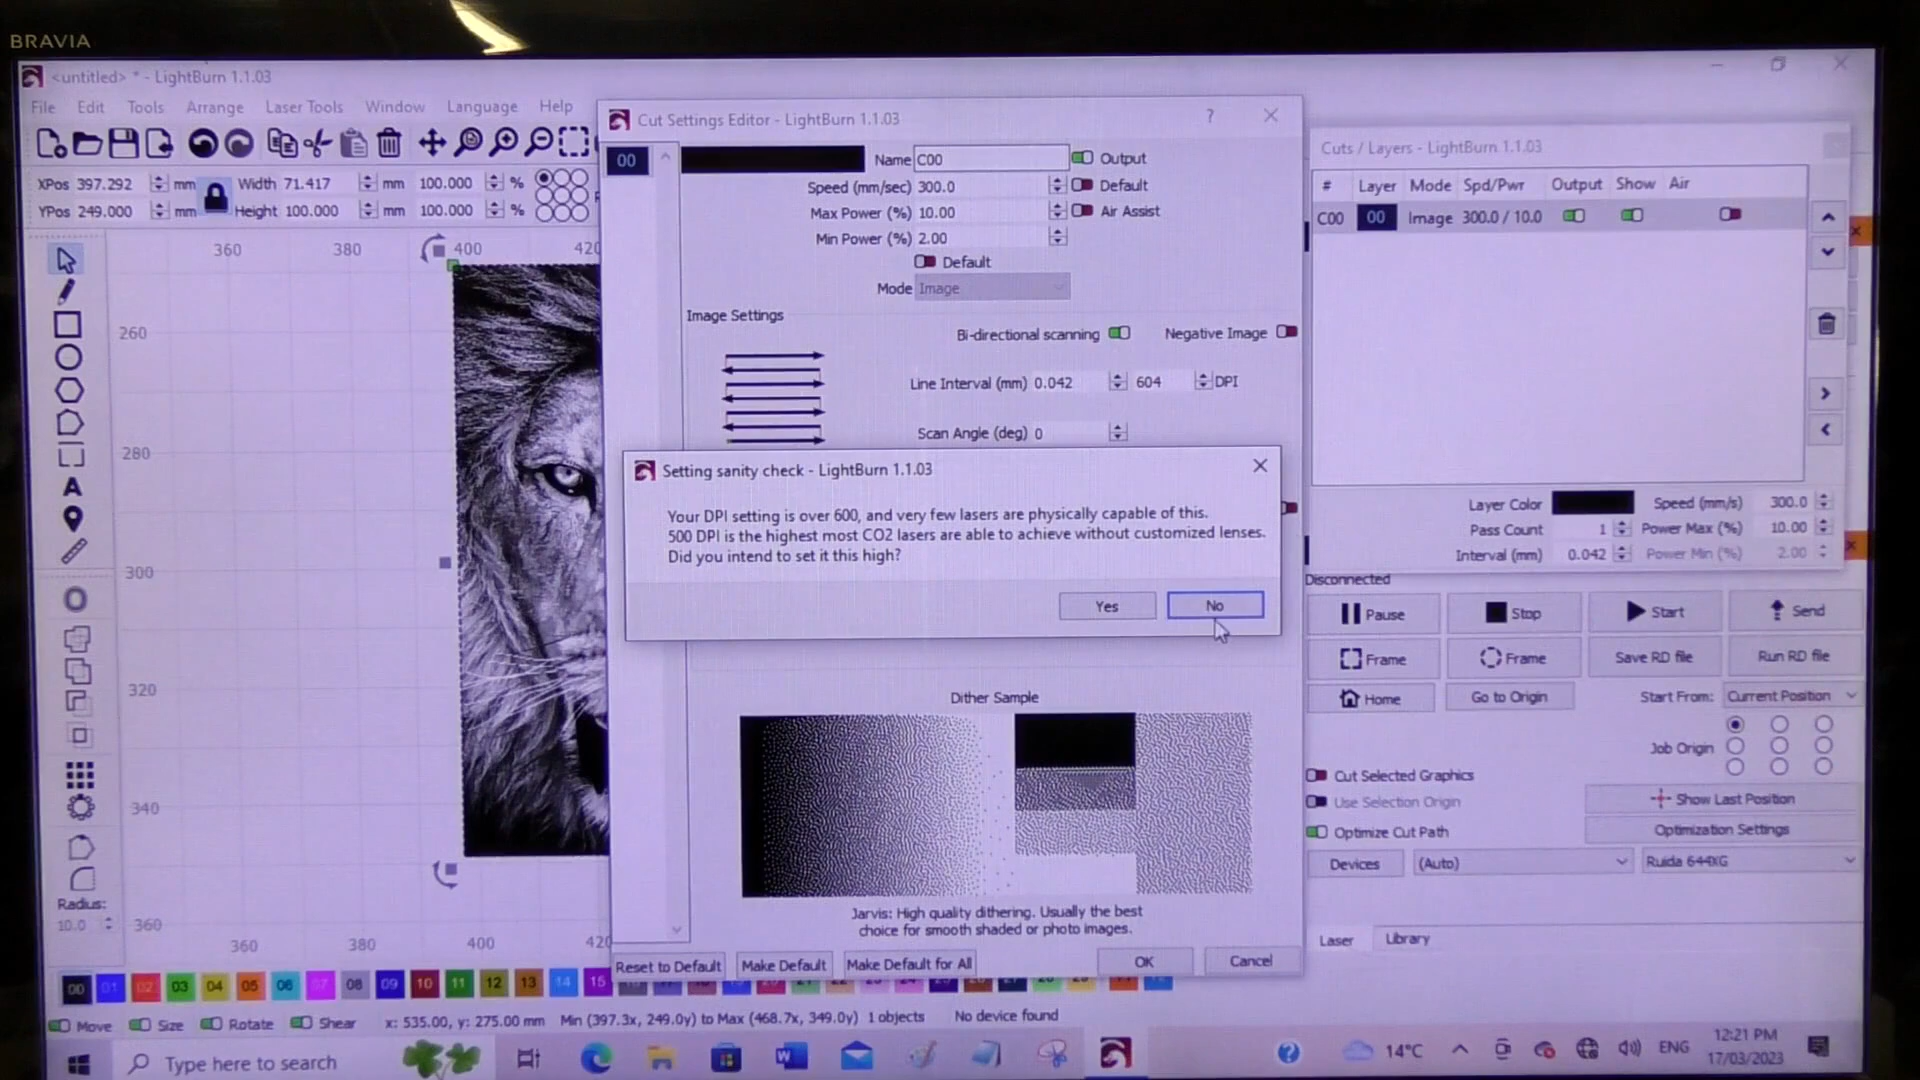 BRAVIA
<untitled> * - LightBurn 1.1.03
File Edit Tools Arrange Laser Tools Window Language Help
XPos 397.292 mm Width 71.417 mm 100.000 %
YPos 249.000 mm Height 100.000 mm 100.000 %
360 380 400 420
260
280
300
320
340
360
360 380 400 420
A
Radius:
10.0
Cut Settings Editor - LightBurn 1.1.03
?
00
Name C00 Output
Speed (mm/sec) 300.0 Default
Max Power (%) 10.00 Air Assist
Min Power (%) 2.00
Default
Mode Image
Image Settings
Bi-directional scanning Negative Image
Line Interval (mm) 0.042 604 DPI
Scan Angle (deg) 0
Setting sanity check - LightBurn 1.1.03
Your DPI setting is over 600, and very few lasers are physically capable of this.
500 DPI is the highest most CO2 lasers are able to achieve without customized lenses.
Did you intend to set it this high?
Yes No
Dither Sample
Jarvis: High quality dithering. Usually the best
choice for smooth shaded or photo images.
Reset to Default Make Default Make Default for All OK Cancel
Cuts / Layers - LightBurn 1.1.03
# Layer Mode Spd/Pwr Output Show Air
C00 00 Image 300.0 / 10.0
Layer Color Speed (mm/s) 300.0
Pass Count 1 Power Max (%) 10.00
Interval (mm) 0.042 Power Min (%) 2.00
Disconnected
Pause Stop Start Send
Frame Frame Save RD file Run RD file
Home Go to Origin Start From: Current Position
Job Origin
Cut Selected Graphics
Use Selection Origin Show Last Position
Optimize Cut Path Optimization Settings
Devices (Auto) Ruida 644XG
Laser Library
00 01 02 03 04 05 06 07 08 09 10 11 12 13 14 15
Move Size Rotate Shear x: 535.00, y: 275.00 mm Min (397.3x, 249.0y) to Max (468.7x, 349.0y) 1 objects No device found
Type here to search
14°C ENG
12:21 PM
17/03/2023